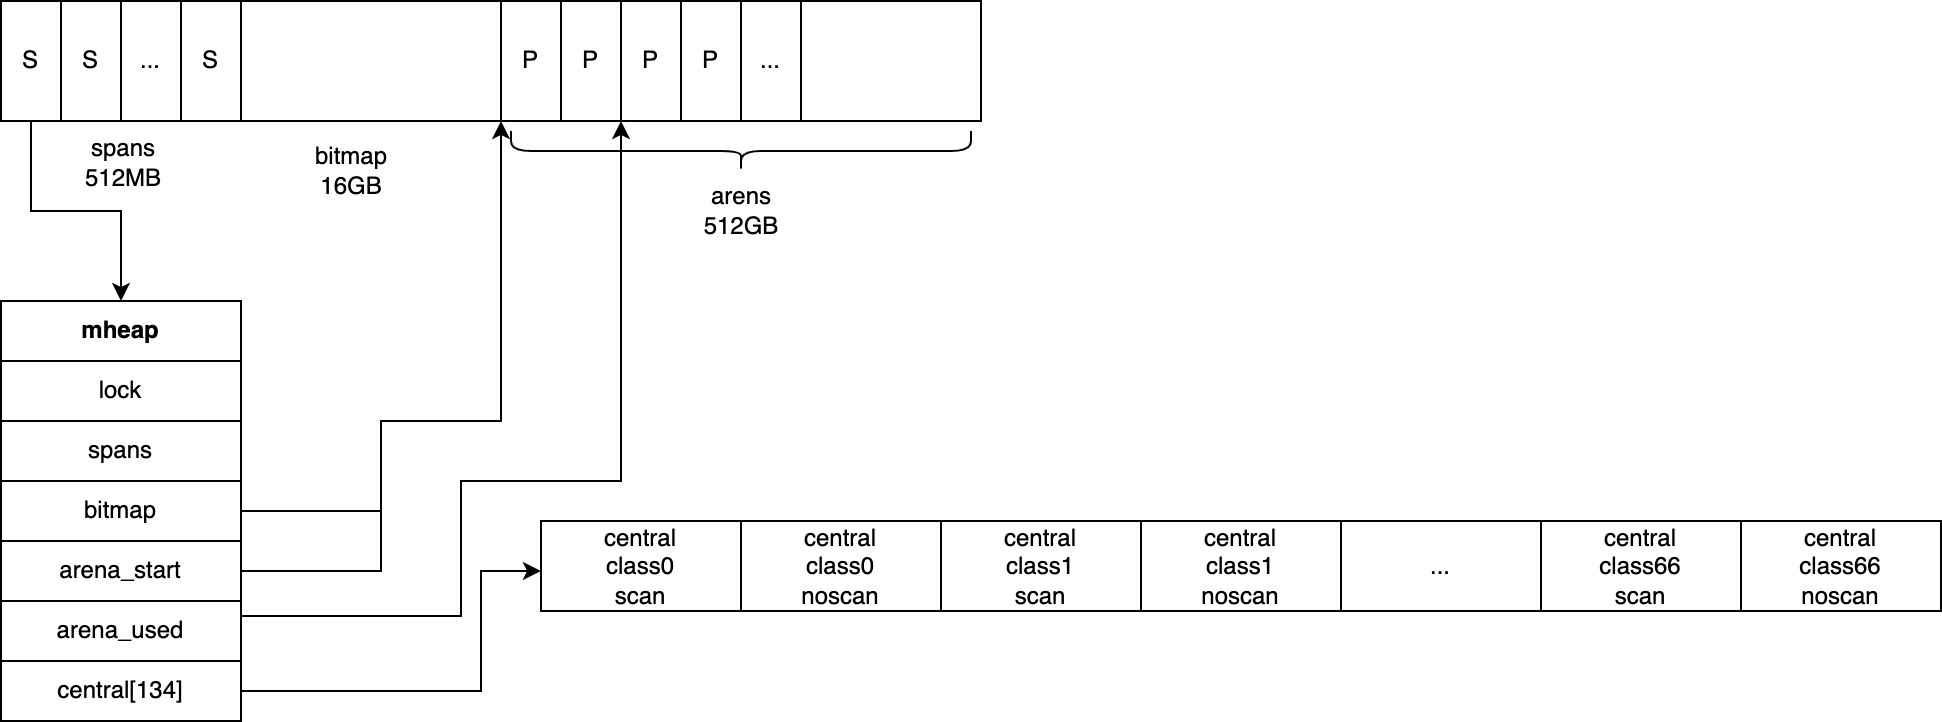 S
S
...
S
P
P
P
P
...
spans
512MB
bitmap
16GB
arens
512GB
mheap
lock
spans
bitmap
arena_start
arena_used
central[134]
central
class0
scan
central
class0
noscan
central
class1
scan
central
class1
noscan
...
central
class66
scan
central
class66
noscan